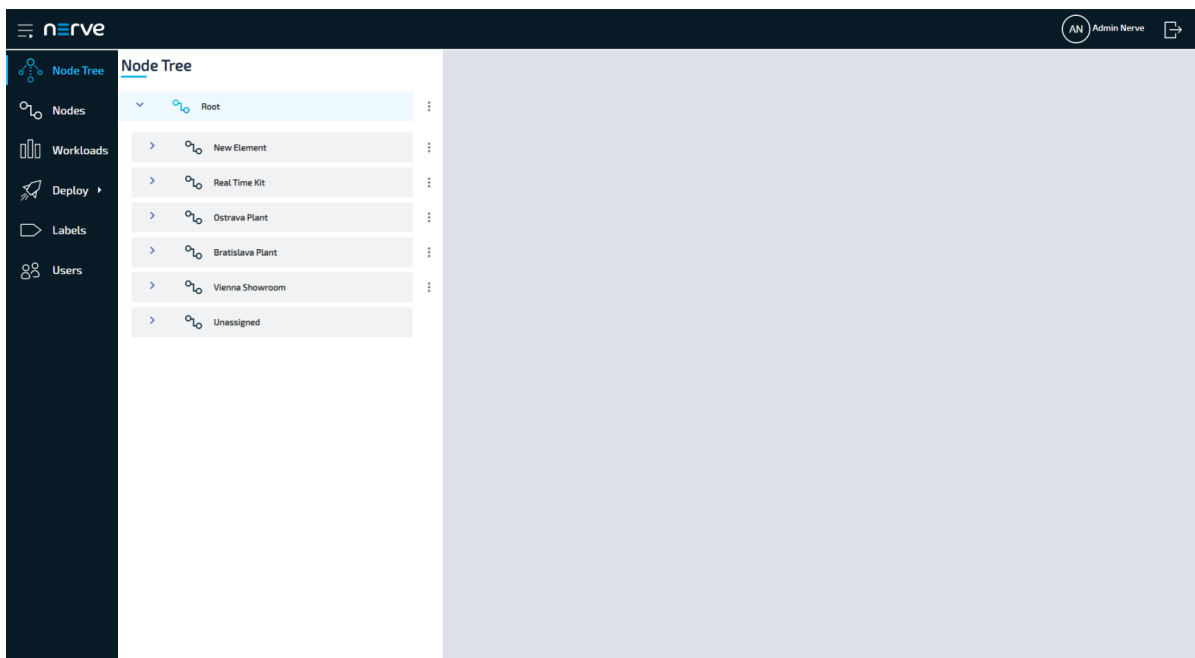 nerve
AN Admin Nerve
Node Tree
Nodes
Workloads
Deploy
Labels
Users
Node Tree
Root
New Element
Real Time Kit
Ostrava Plant
Bratislava Plant
Vienna Showroom
Unassigned